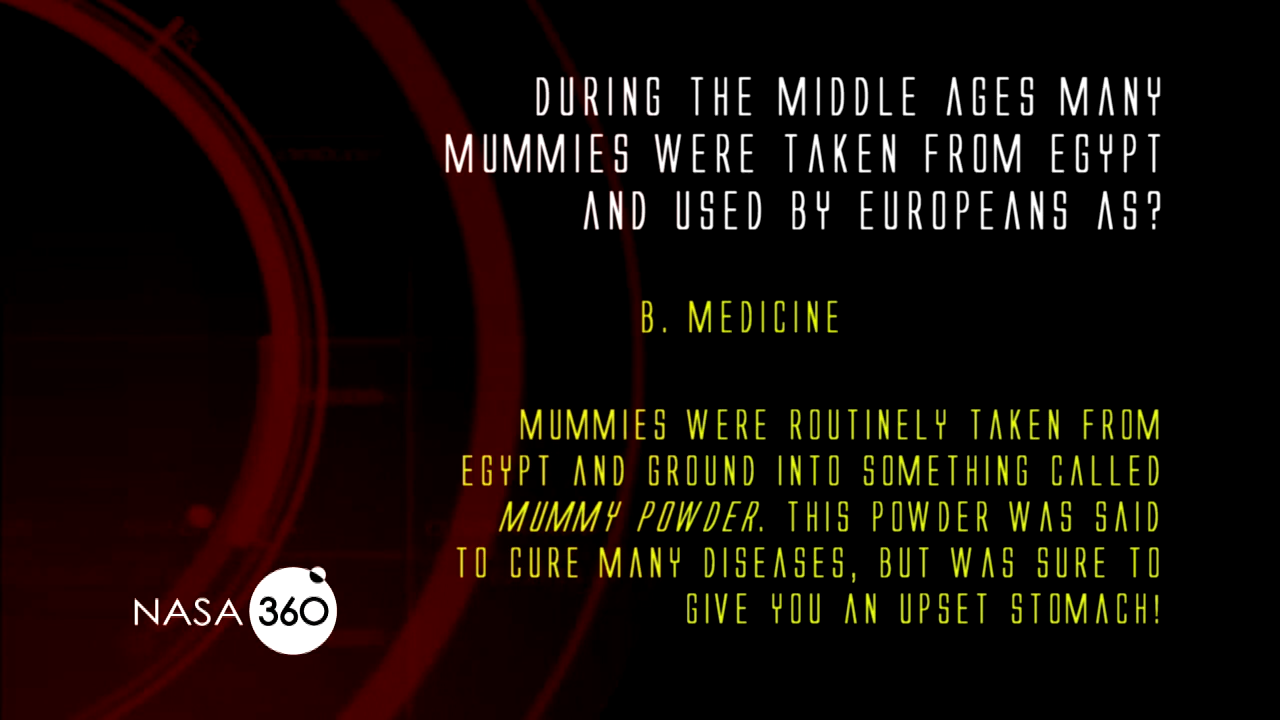 DURING THE MIDDLE AGES MANY
MUMMIES WERE TAKEN FROM EGYPT
AND USED BY EUROPEANS AS?
B. MEDICINE
MUMMIES WERE ROUTINELY TAKEN FROM
EGYPT AND GROUND INTO SOMETHING CALLED
MUMMY POWDER. THIS POWDER WAS SAID
TO CURE MANY DISEASES, BUT WAS SURE TO
GIVE YOU AN UPSET STOMACH!
NASA 360